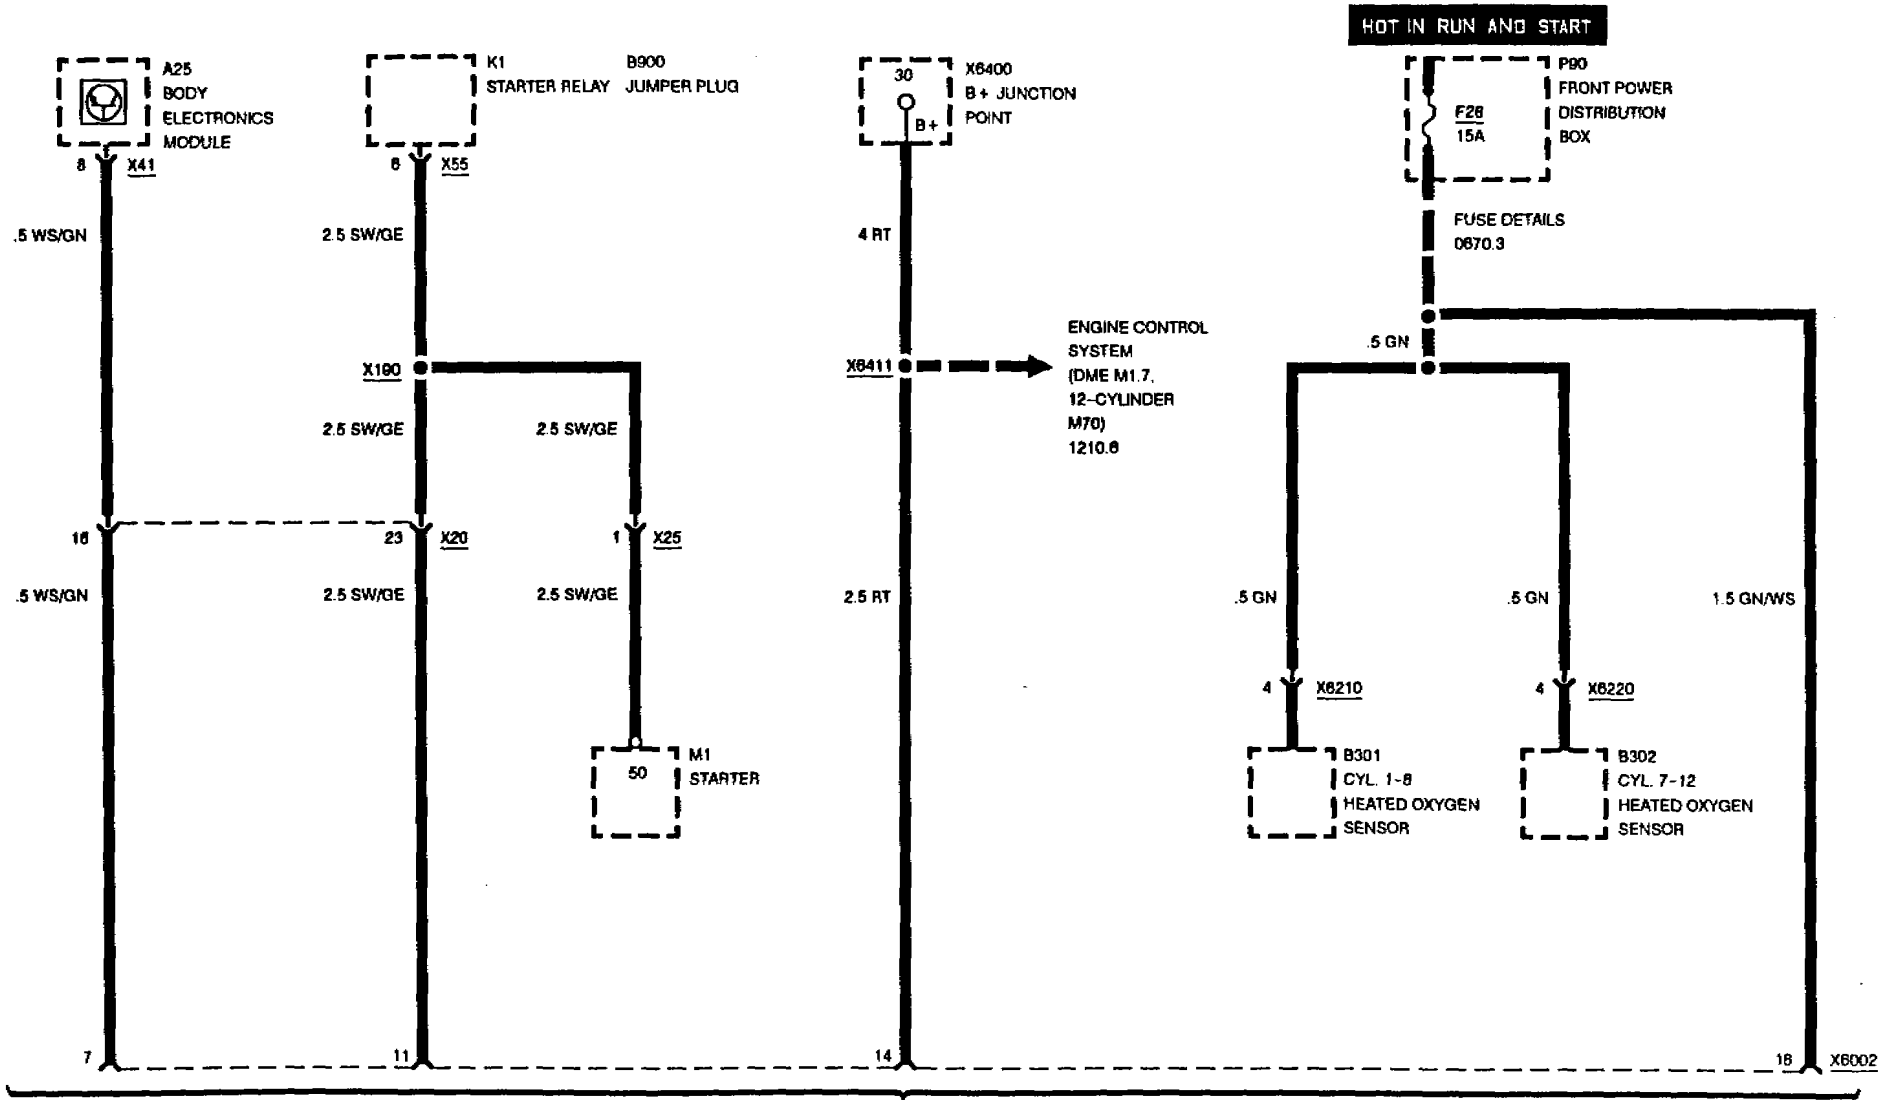 HOT IN RUN AND START
A25
BODY
ELECTRONICS
MODULE
K1
STARTER RELAY
B900
JUMPER PLUG
30
B+
X6400
B+ JUNCTION
POINT
F28
15A
P90
FRONT POWER
DISTRIBUTION
BOX
8
X41
6
X55
FUSE DETAILS
0670.3
.5 WS/GN
2.5 SW/GE
4 RT
X190
X6411
ENGINE CONTROL
SYSTEM
(DME M1.7,
12-CYLINDER
M70)
1210.6
.5 GN
2.5 SW/GE
2.5 SW/GE
16
23
X20
1
X25
.5 WS/GN
2.5 SW/GE
2.5 SW/GE
2.5 RT
.5 GN
.5 GN
1.5 GN/WS
4
X6210
4
X6220
50
M1
STARTER
B301
CYL. 1-6
HEATED OXYGEN
SENSOR
B302
CYL. 7-12
HEATED OXYGEN
SENSOR
7
11
14
16
X6002